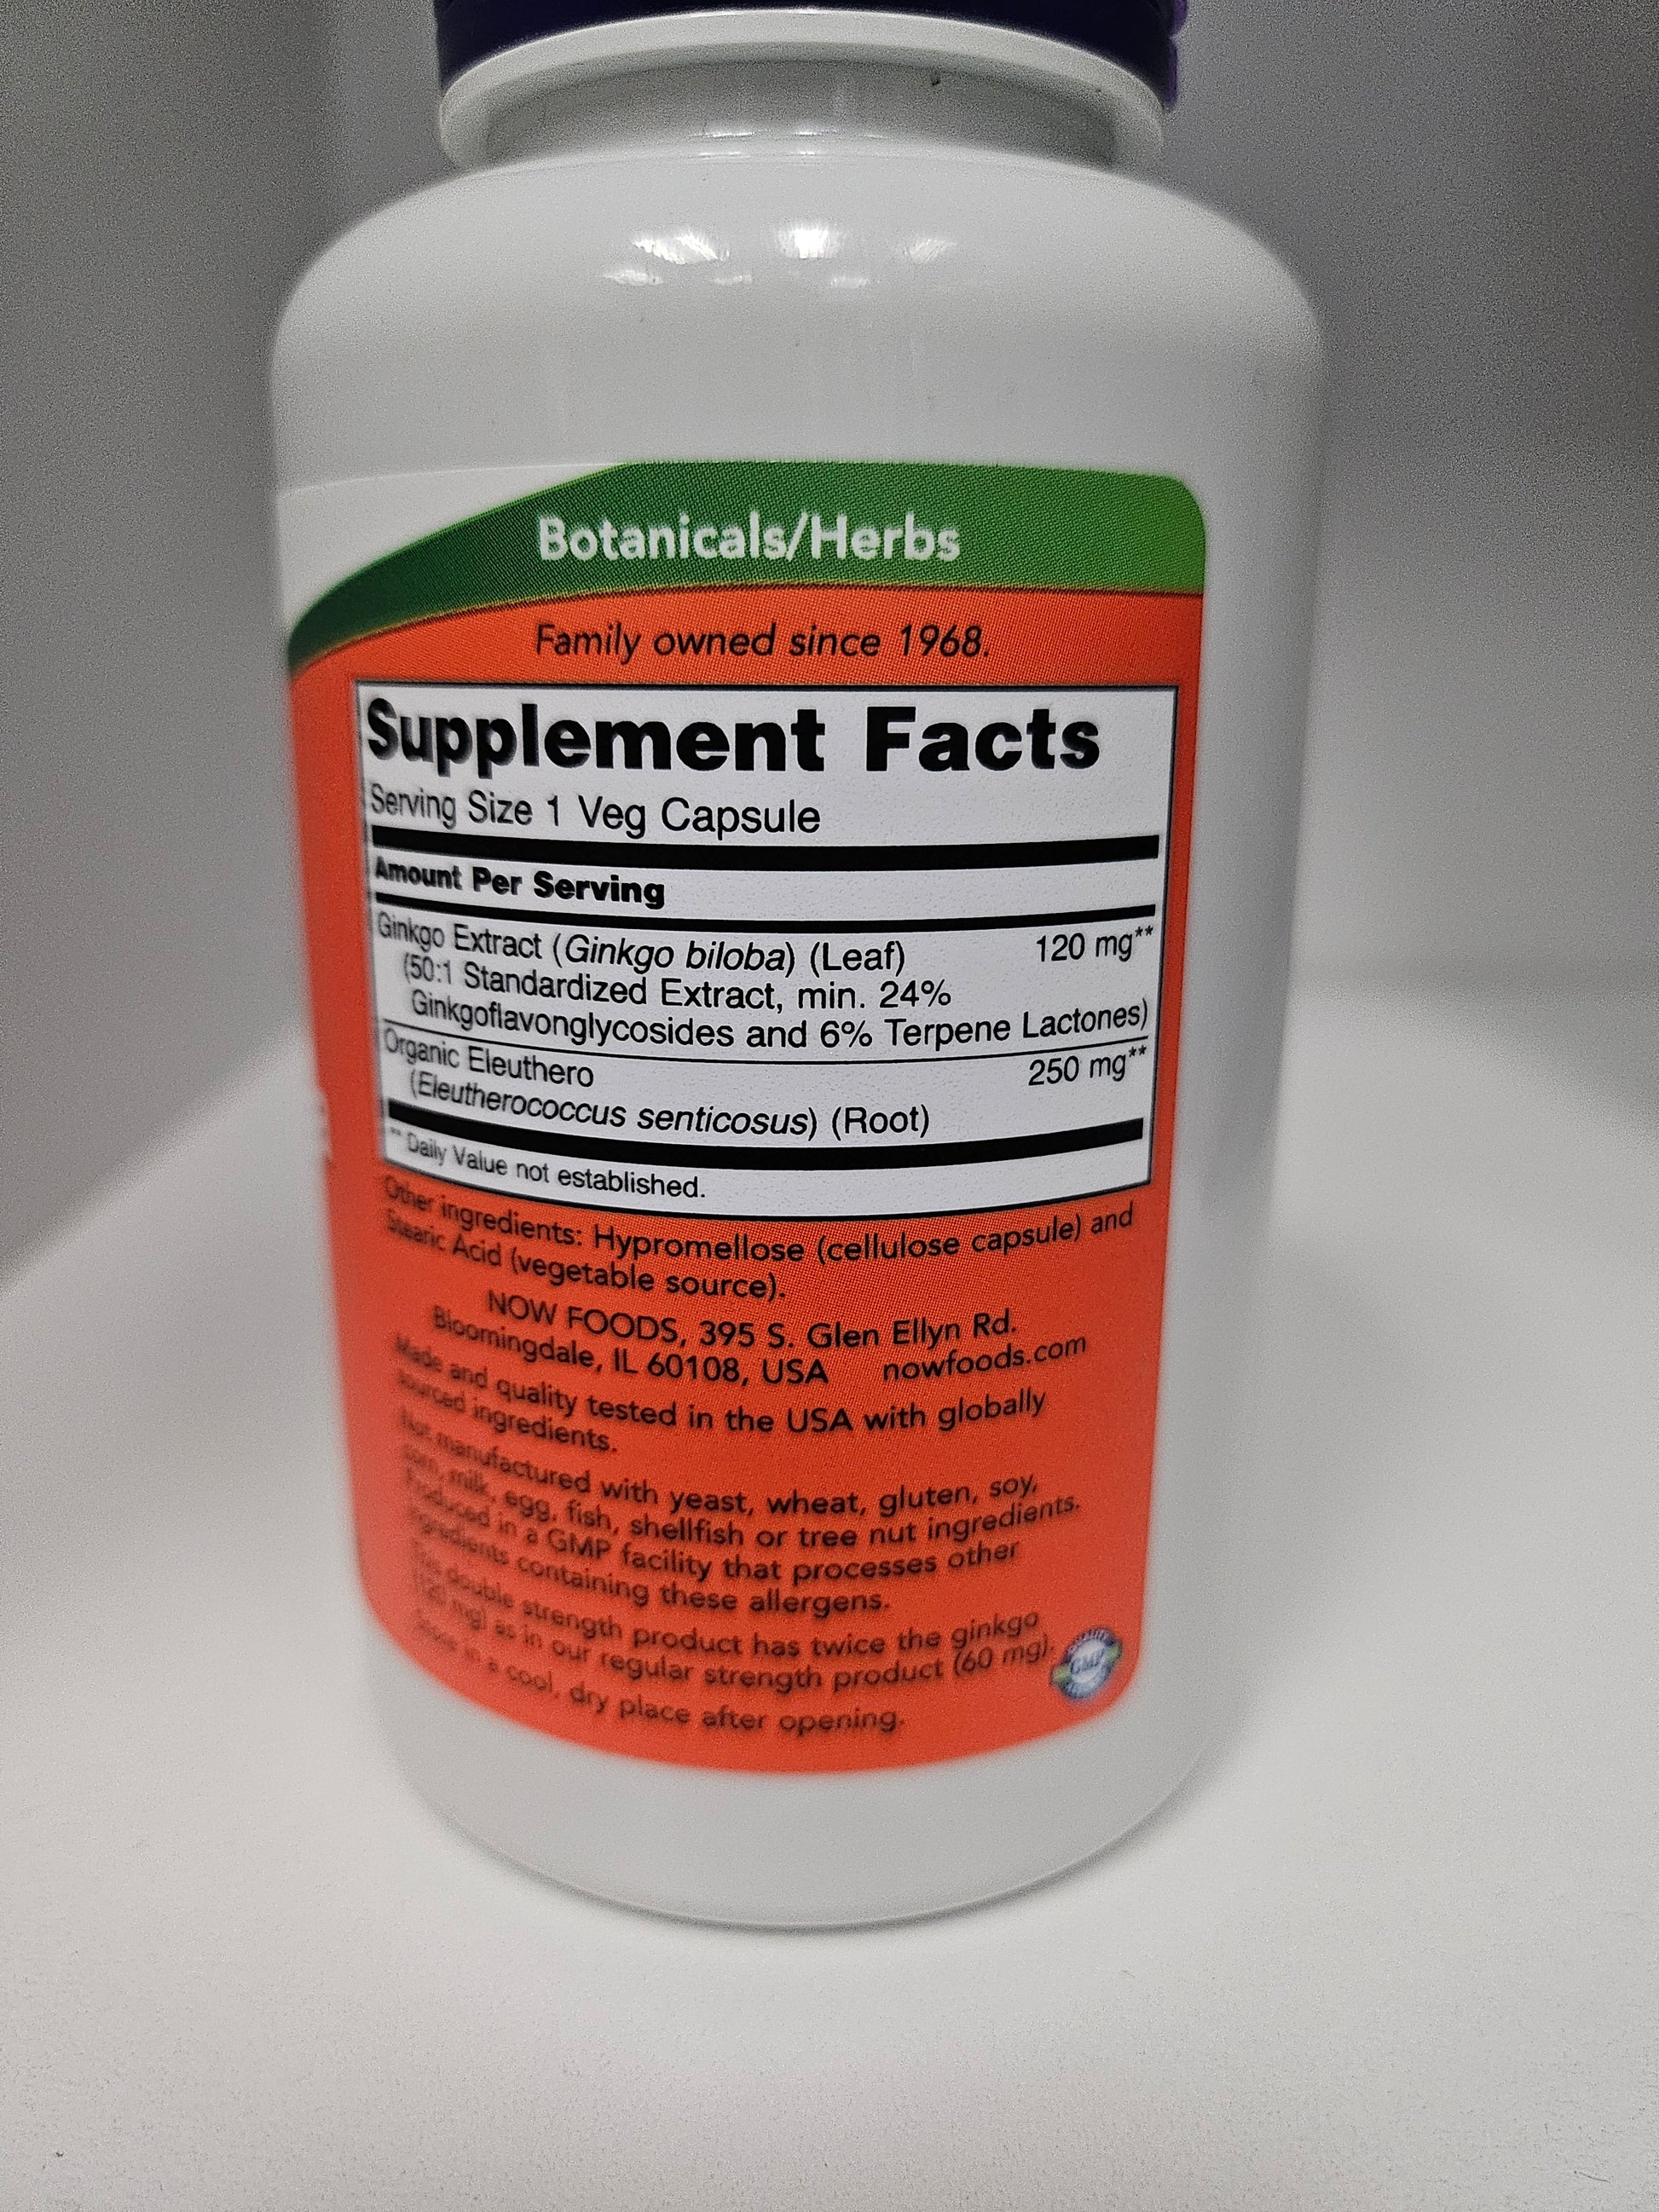 Botanicals/Herbs
Family owned since 1968.
Supplement Facts
Serving Size 1 Veg Capsule
Amount Per Serving
Ginkgo Extract (Ginkgo biloba) (Leaf) 120 mg**
(50:1 Standardized Extract, min. 24%
Ginkgoflavonglycosides and 6% Terpene Lactones)
Organic Eleuthero 250 mg**
(Eleutherococcus senticosus) (Root)
** Daily Value not established.
Other ingredients: Hypromellose (cellulose capsule) and
Stearic Acid (vegetable source).
NOW FOODS, 395 S. Glen Ellyn Rd.
Bloomingdale, IL 60108, USA nowfoods.com
Made and quality tested in the USA with globally
sourced ingredients.
Not manufactured with yeast, wheat, gluten, soy,
corn, milk, egg, fish, shellfish or tree nut ingredients.
Produced in a GMP facility that processes other
ingredients containing these allergens.
This double strength product has twice the ginkgo
(120 mg) as in our regular strength product (60 mg).
Store in a cool, dry place after opening.
GMP